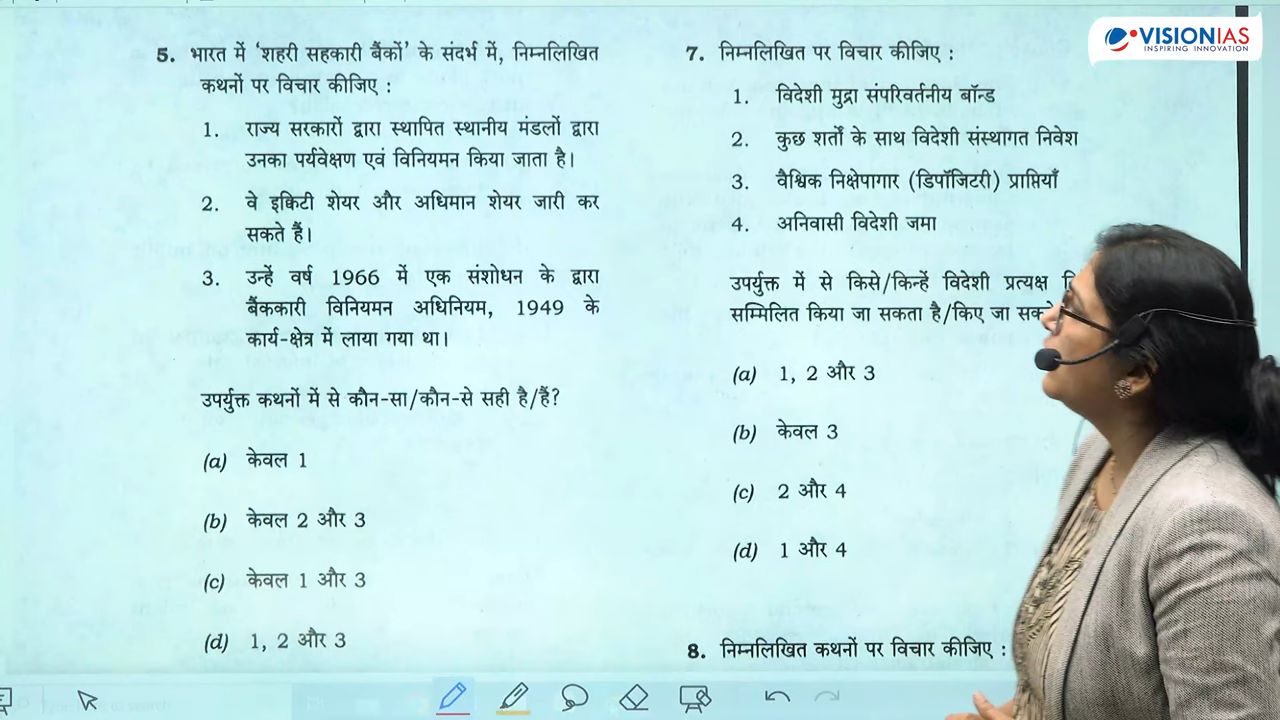 VISIONIAS
INSPIRING INNOVATION
5. भारत में ‘शहरी सहकारी बैंकों’ के संदर्भ में, निम्नलिखित
कथनों पर विचार कीजिए :
1. राज्य सरकारों द्वारा स्थापित स्थानीय मंडलों द्वारा
उनका पर्यवेक्षण एवं विनियमन किया जाता है।
2. वे इक्विटी शेयर और अधिमान शेयर जारी कर
सकते हैं।
3. उन्हें वर्ष 1966 में एक संशोधन के द्वारा
बैंककारी विनियमन अधिनियम, 1949 के
कार्य-क्षेत्र में लाया गया था।
उपर्युक्त कथनों में से कौन-सा/कौन-से सही है/हैं?
(a) केवल 1
(b) केवल 2 और 3
(c) केवल 1 और 3
(d) 1, 2 और 3
7. निम्नलिखित पर विचार कीजिए :
1. विदेशी मुद्रा संपरिवर्तनीय बॉन्ड
2. कुछ शर्तों के साथ विदेशी संस्थागत निवेश
3. वैश्विक निक्षेपागार (डिपॉजिटरी) प्राप्तियाँ
4. अनिवासी विदेशी जमा
उपर्युक्त में से किसे/किन्हें विदेशी प्रत्यक्ष
सम्मिलित किया जा सकता है/किए जा
(a) 1, 2 और 3
(b) केवल 3
(c) 2 और 4
(d) 1 और 4
8. निम्नलिखित कथनों पर विचार कीजिए :